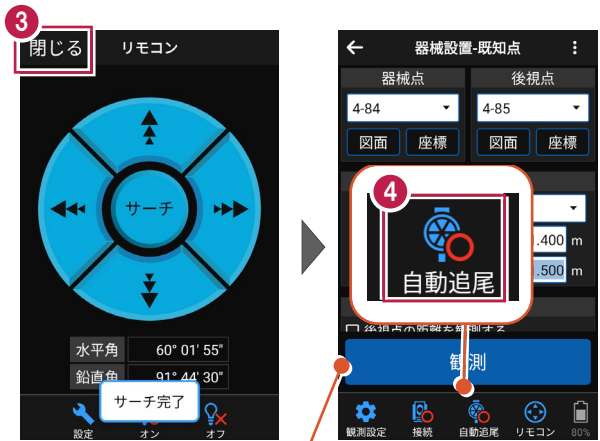 3
閉じる リモコン
サーチ
水平角 60° 01' 55"
鉛直角 91° 44' 30"
サーチ完了
設定 オン オフ
器械設置-既知点
器械点 後視点
4-84 4-85
図面 座標 図面 座標
4
自動追尾
.400 m
.500 m
後視点の距離を観測する
観測
観測設定 接続 自動追尾 リモコン 80%